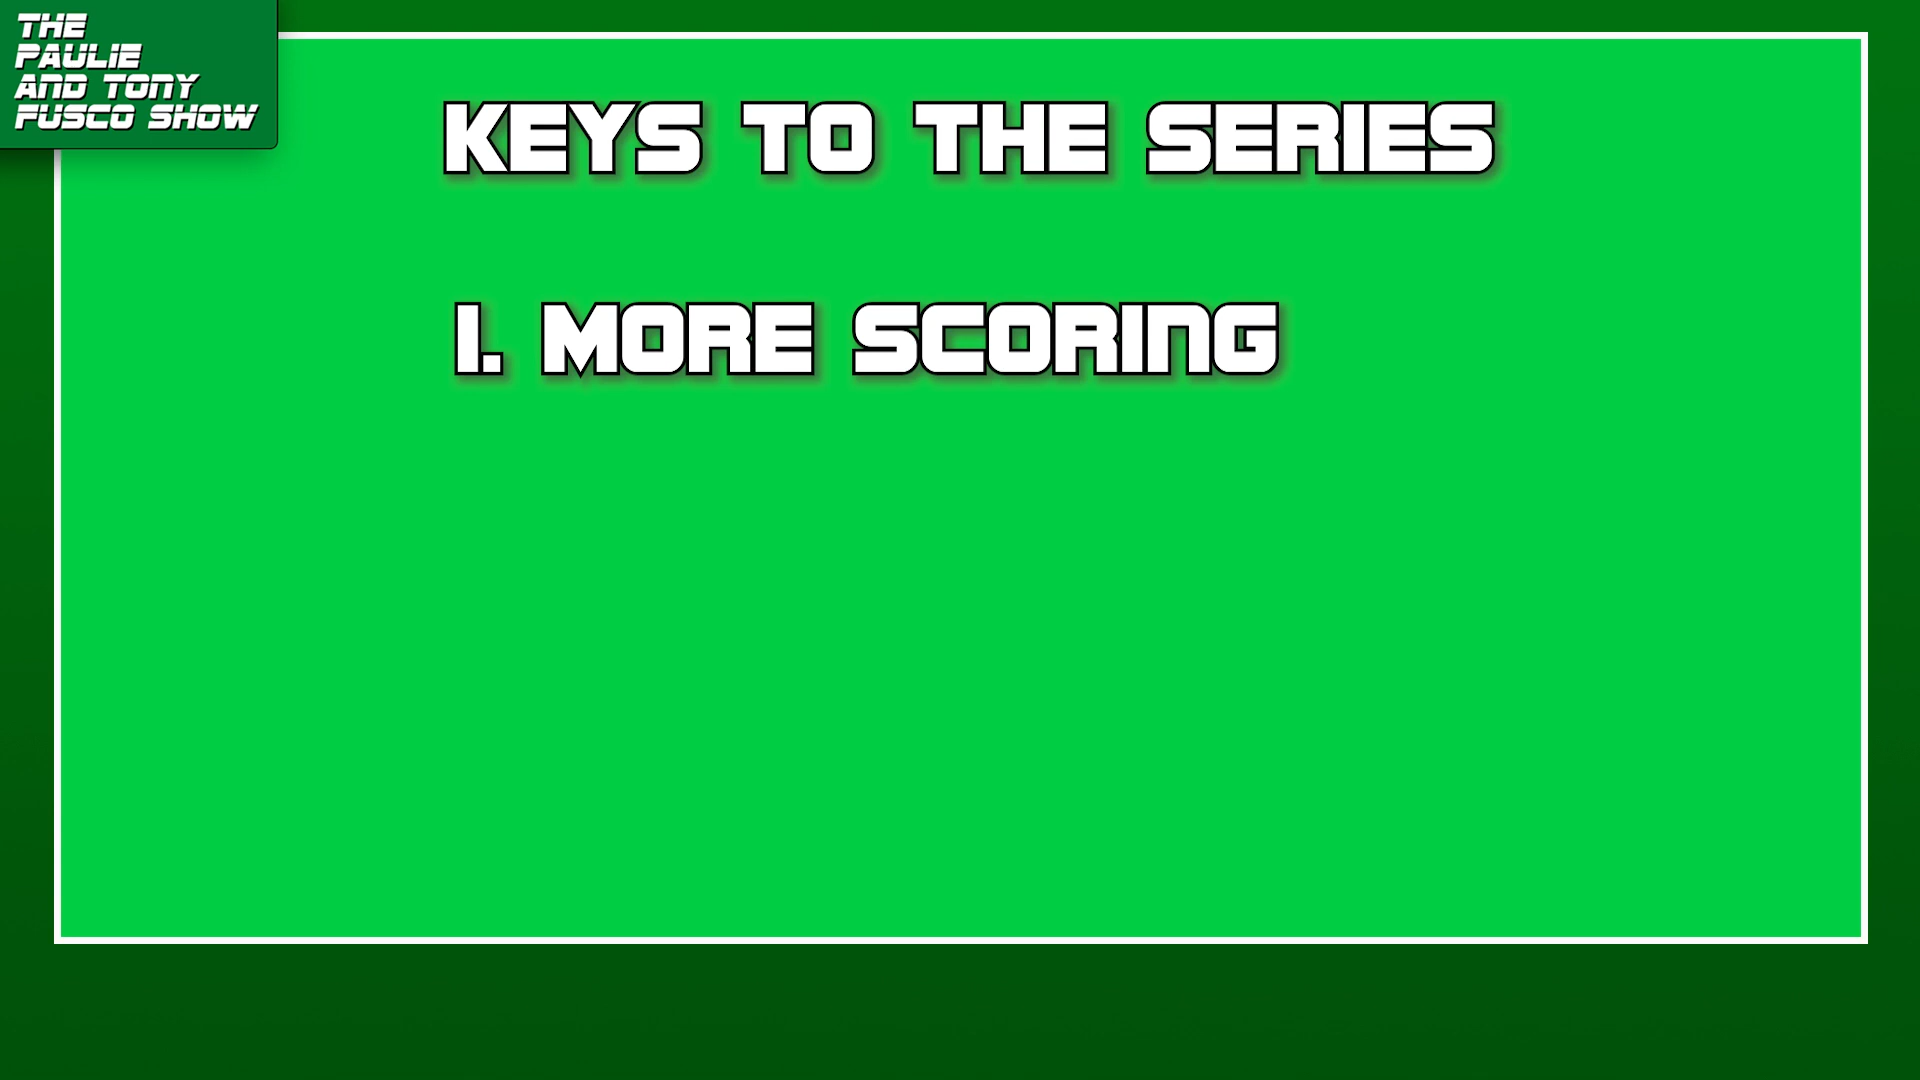 THE
PAULIE
AND TONY
FUSCO SHOW
KEYS TO THE SERIES
1. MORE SCORING